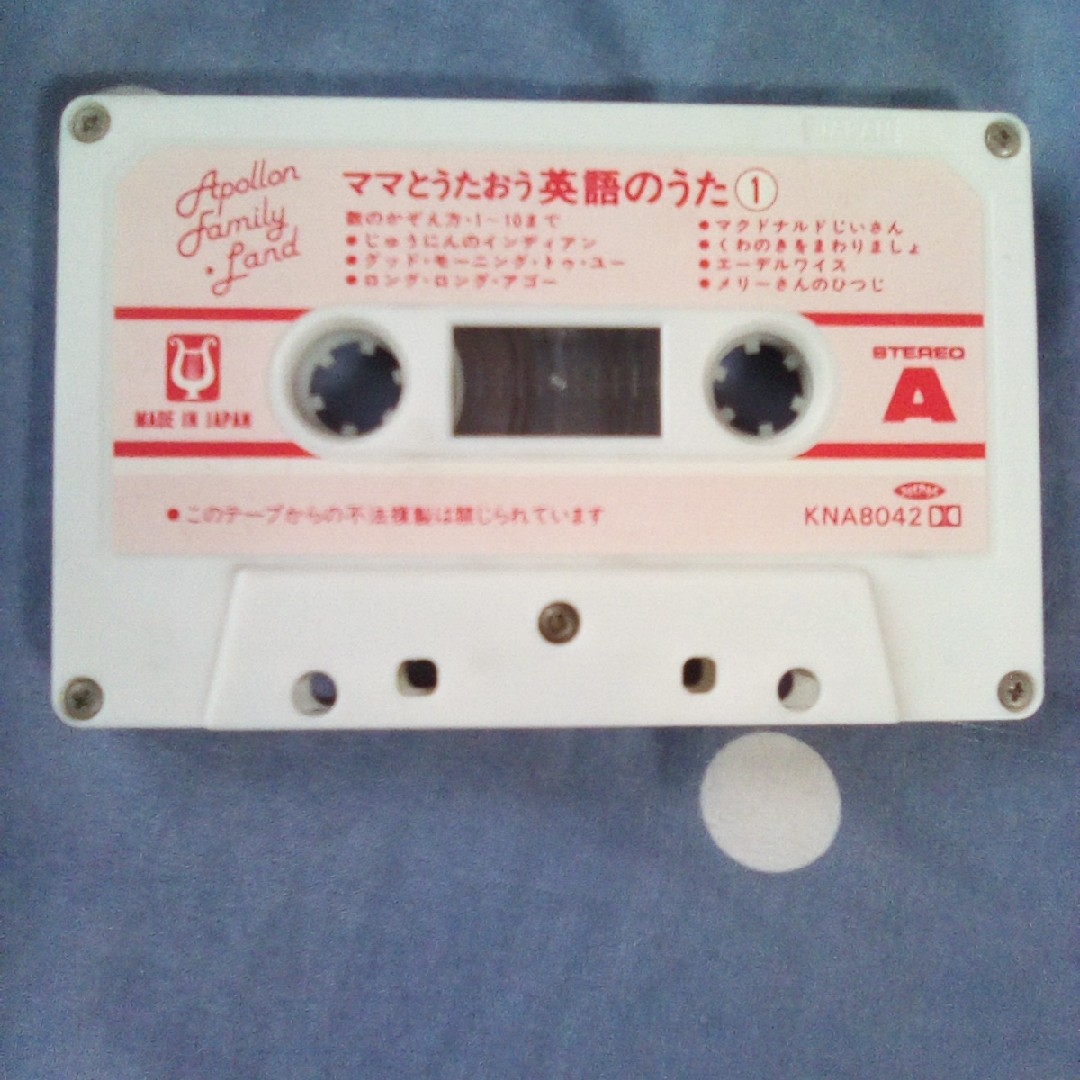 Apollon
Family
Land
ママとうたおう英語のうた①
数のかぞえ方・1〜10まで
●じゅうにんのインディアン
●グッド・モーニング・トゥ・ユー
●ロング・ロング・アゴー
●マクドナルドじいさん
●くわのきをまわりましょ
●エーデルワイス
●メリーさんのひつじ
MADE IN JAPAN
STEREO
A
●このテープからの不法複製は禁じられています
KNA8042